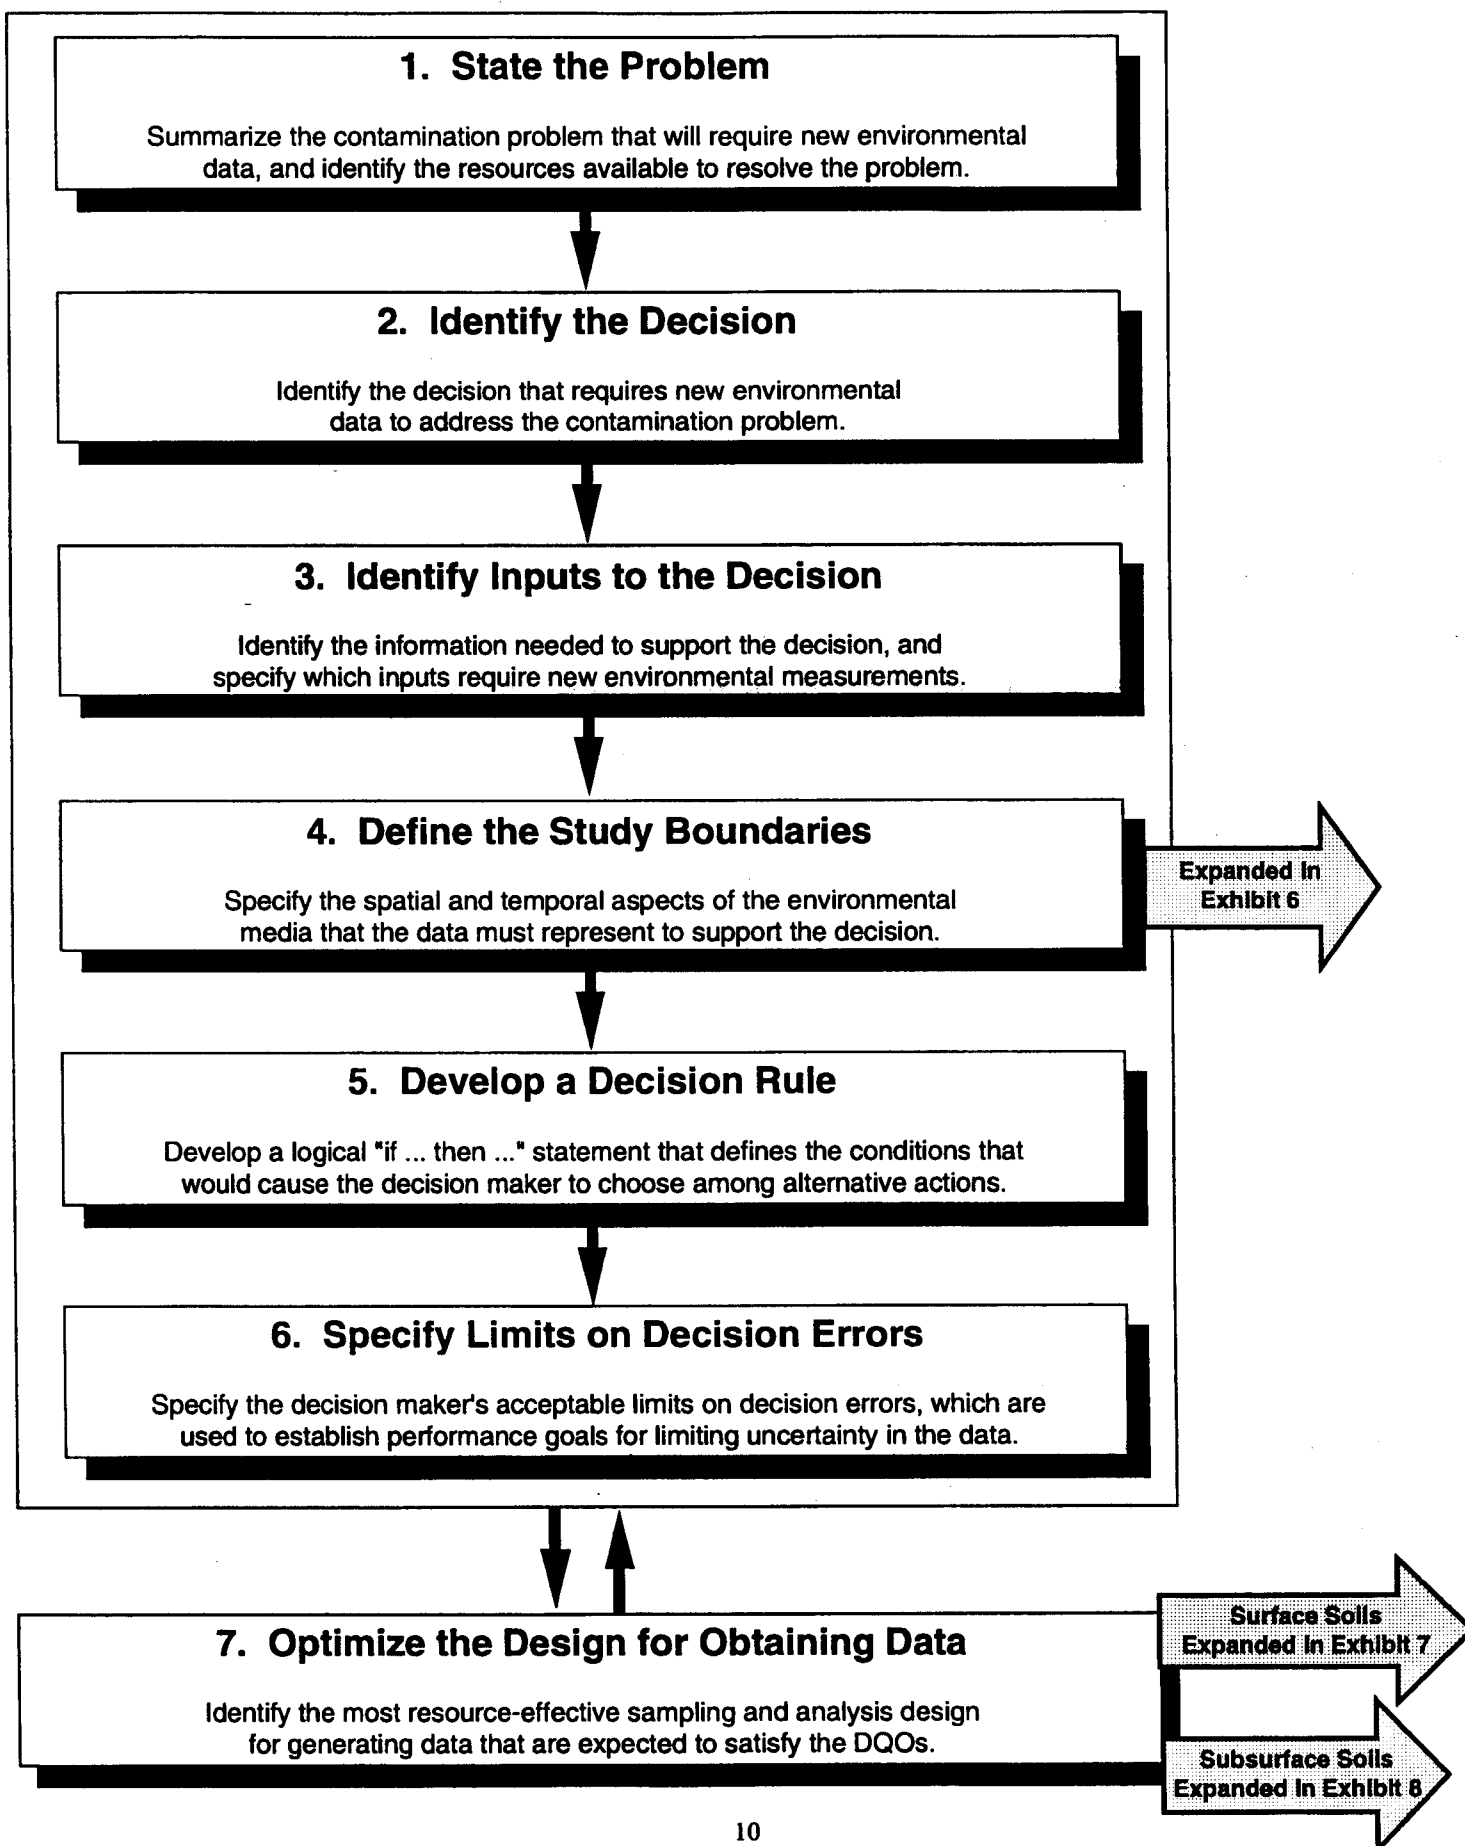 1. State the Problem
Summarize the contamination problem that will require new environmental
data, and identify the resources available to resolve the problem.
2. Identify the Decision
Identify the decision that requires new environmental
data to address the contamination problem.
3. Identify Inputs to the Decision
Identify the information needed to support the decision, and
specify which inputs require new environmental measurements.
4. Define the Study Boundaries
Specify the spatial and temporal aspects of the environmental
media that the data must represent to support the decision.
Expanded in
Exhibit 6
5. Develop a Decision Rule
Develop a logical "if ... then ..." statement that defines the conditions that
would cause the decision maker to choose among alternative actions.
6. Specify Limits on Decision Errors
Specify the decision maker's acceptable limits on decision errors, which are
used to establish performance goals for limiting uncertainty in the data.
7. Optimize the Design for Obtaining Data
Identify the most resource-effective sampling and analysis design
for generating data that are expected to satisfy the DQOs.
Surface Soils
Expanded in Exhibit 7
Subsurface Soils
Expanded in Exhibit 8
10